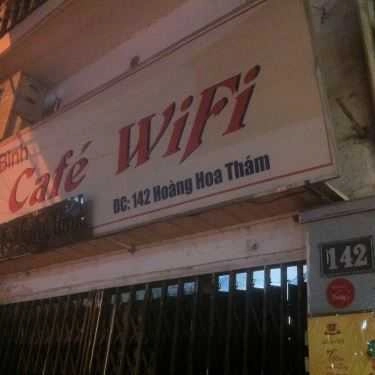 Bình
Café WiFi
ĐC: 142 Hoàng Hoa Thám
142